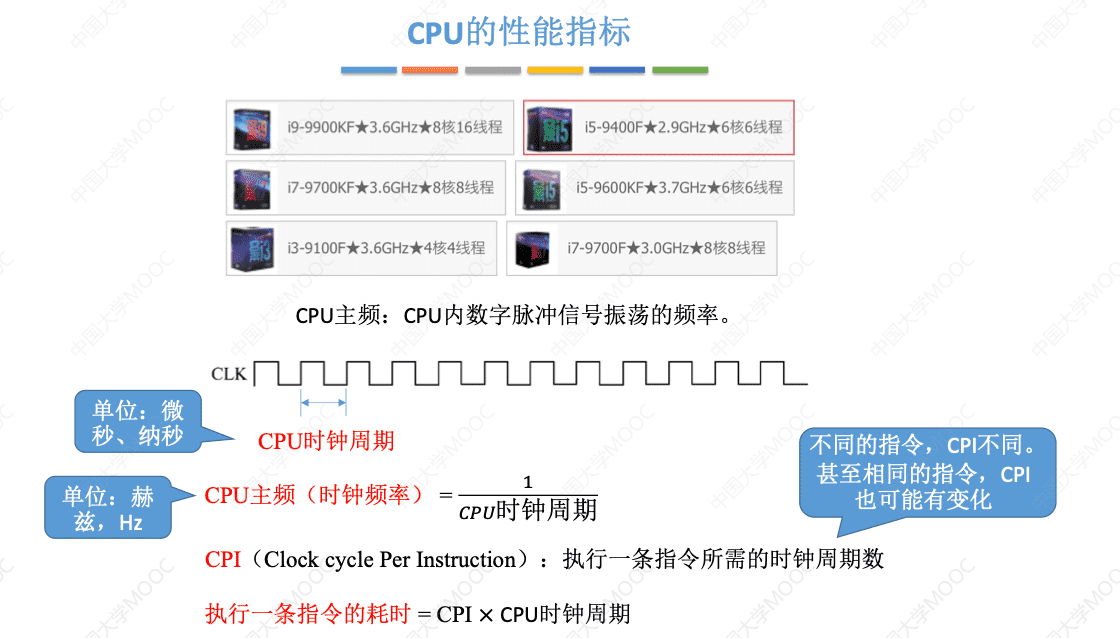 CPU的性能指标
i9-9900KF★3.6GHz★8核16线程
i5-9400F★2.9GHz★6核6线程
i7-9700KF★3.6GHz★8核8线程
i5-9600KF★3.7GHz★6核6线程
i3-9100F★3.6GHz★4核4线程
i7-9700F★3.0GHz★8核8线程
CPU主频：CPU内数字脉冲信号振荡的频率。
CLK
单位：微
秒、纳秒
CPU时钟周期
不同的指令，CPI不同。
甚至相同的指令，CPI
也可能有变化
单位：赫
兹，Hz
CPU主频（时钟频率） = 1 / CPU时钟周期
CPI（Clock cycle Per Instruction）：执行一条指令所需的时钟周期数
执行一条指令的耗时 = CPI × CPU时钟周期
中国大学MOOC